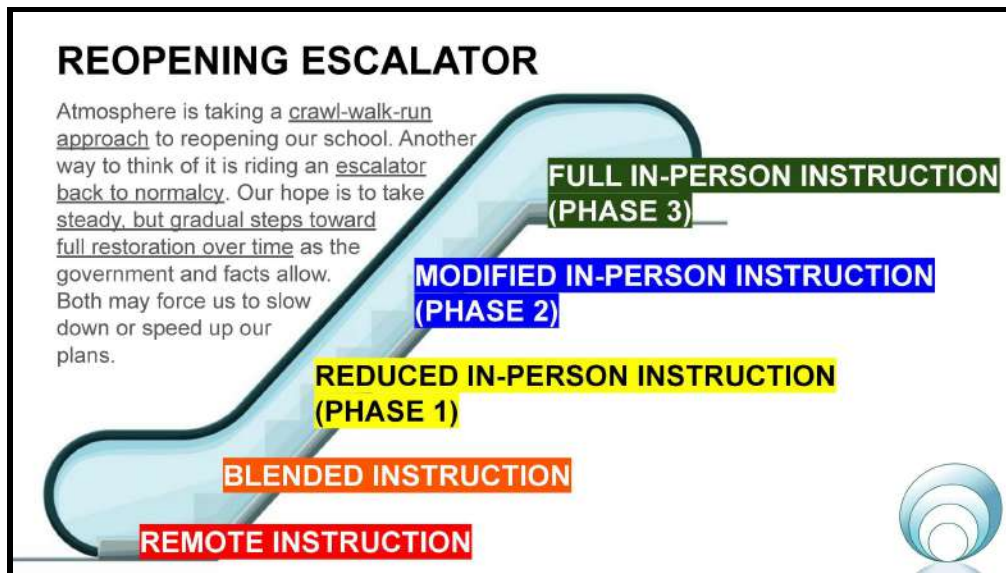 REOPENING ESCALATOR
Atmosphere is taking a crawl-walk-run
approach to reopening our school. Another
way to think of it is riding an escalator
back to normalcy. Our hope is to take
steady, but gradual steps toward
full restoration over time as the
government and facts allow.
Both may force us to slow
down or speed up our
plans.
FULL IN-PERSON INSTRUCTION
(PHASE 3)
MODIFIED IN-PERSON INSTRUCTION
(PHASE 2)
REDUCED IN-PERSON INSTRUCTION
(PHASE 1)
BLENDED INSTRUCTION
REMOTE INSTRUCTION